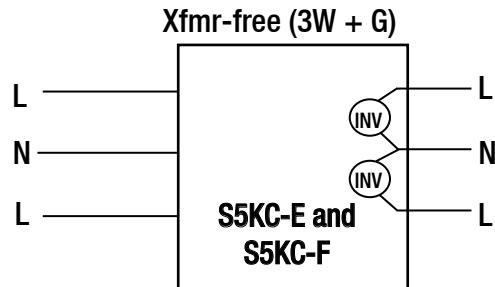 Xfmr-free (3W + G)
L
L
INV
N
N
INV
L
L
S5KC-E and
S5KC-F